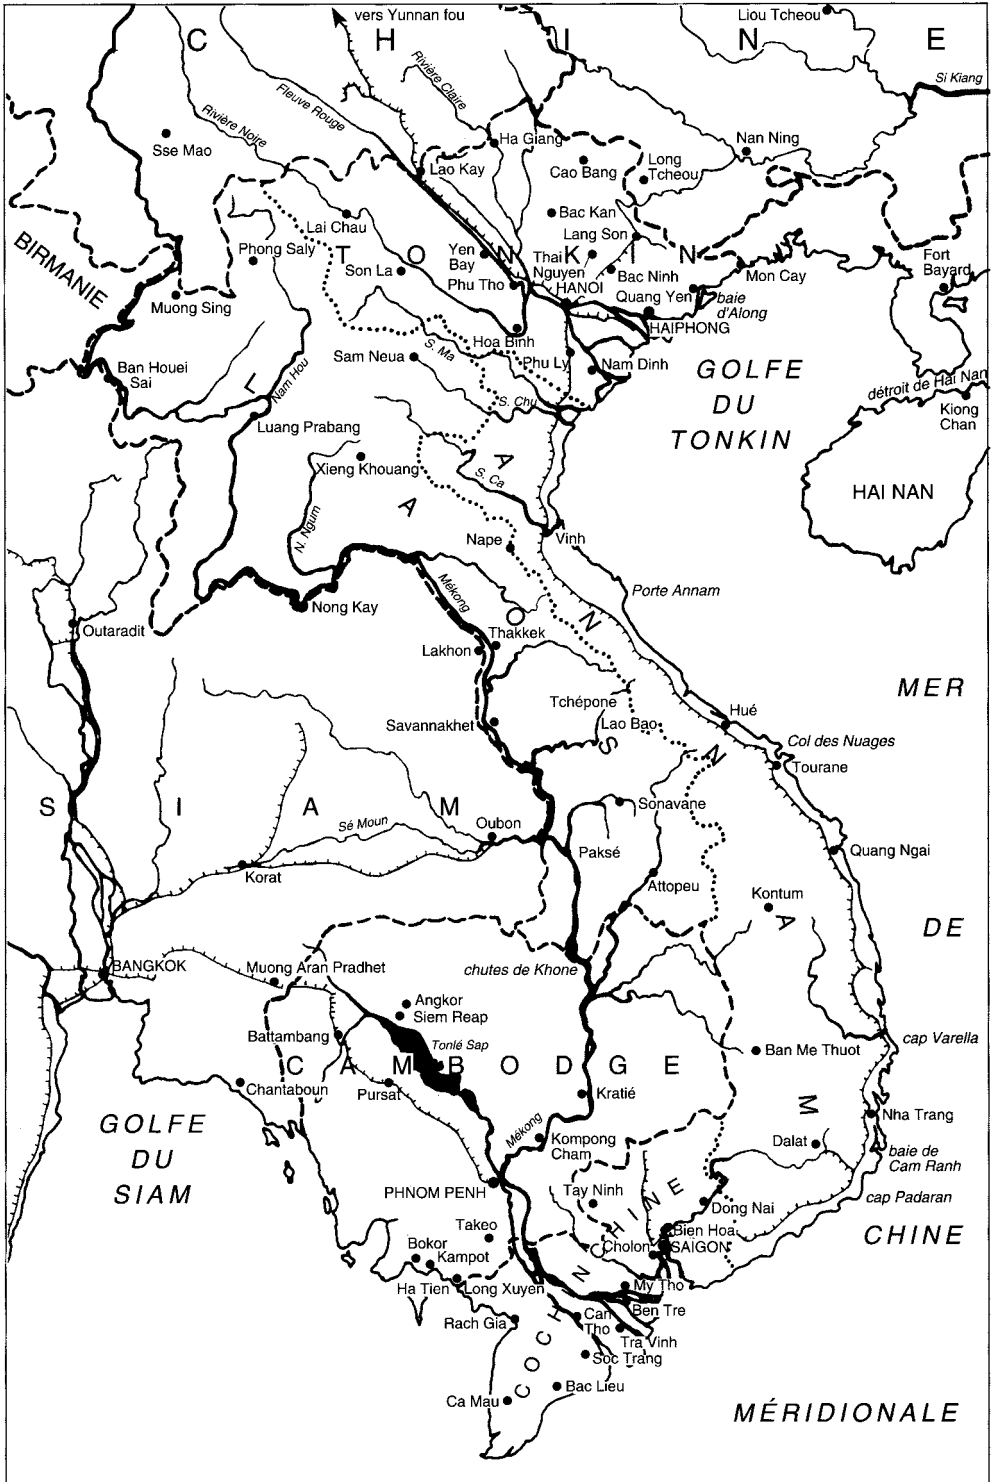 vers Yunnan fou
Liou Tcheou
CHINE
Si Kiang
Rivière Claire
Fleuve Rouge
Rivière Noire
Sse Mao
Ha Giang
Nan Ning
Lao Kay
Cao Bang
Long
Tcheou
Lai Chau
Bac Kan
Lang Son
BIRMANIE
Phong Saly
TONKIN
Son La
Yen
Bay
Thai
Nguyen
Bac Ninh
Mon Cay
Fort
Bayard
Phu Tho
HANOI
Quang Yen
baie
d'Along
Muong Sing
HAIPHONG
Hoa Binh
S. Ma
Sam Neua
Phu Ly
Nam Dinh
Ban Houei
Sai
Nam Hou
GOLFE
DU
TONKIN
détroit de Hai Nan
Kiong
Chan
S. Chu
Luang Prabang
LAOS
Xieng Khouang
S. Ca
HAI NAN
N. Ngum
Nape
Vinh
Mékong
Porte Annam
Nong Kay
ANNAM
Outaradit
Thakkek
Lakhon
MER
Tchépone
Savannakhet
Lao Bao
Hué
Col des Nuages
Tourane
SIAM
Sé Moun
Oubon
Sonavane
Korat
Paksé
Quang Ngai
Attopeu
Kontum
DE
BANGKOK
Muong Aran Pradhet
chutes de Khone
Angkor
Siem Reap
Battambang
Tonlé Sap
cap Varella
CAMBODGE
Ban Me Thuot
Chantaboun
Pursat
Kratié
Nha Trang
GOLFE
DU
SIAM
Mékong
Kompong
Cham
Dalat
baie de
Cam Ranh
PHNOM PENH
Tay Ninh
cap Padaran
COCHINCHINE
Dong Nai
Takeo
Bien Hoa
CHINE
Bokor
Kampot
Cholon
SAIGON
Ha Tien
Long Xuyen
My Tho
Rach Gia
Can
Tho
Ben Tre
Tra Vinh
Soc Trang
Bac Lieu
Ca Mau
MÉRIDIONALE